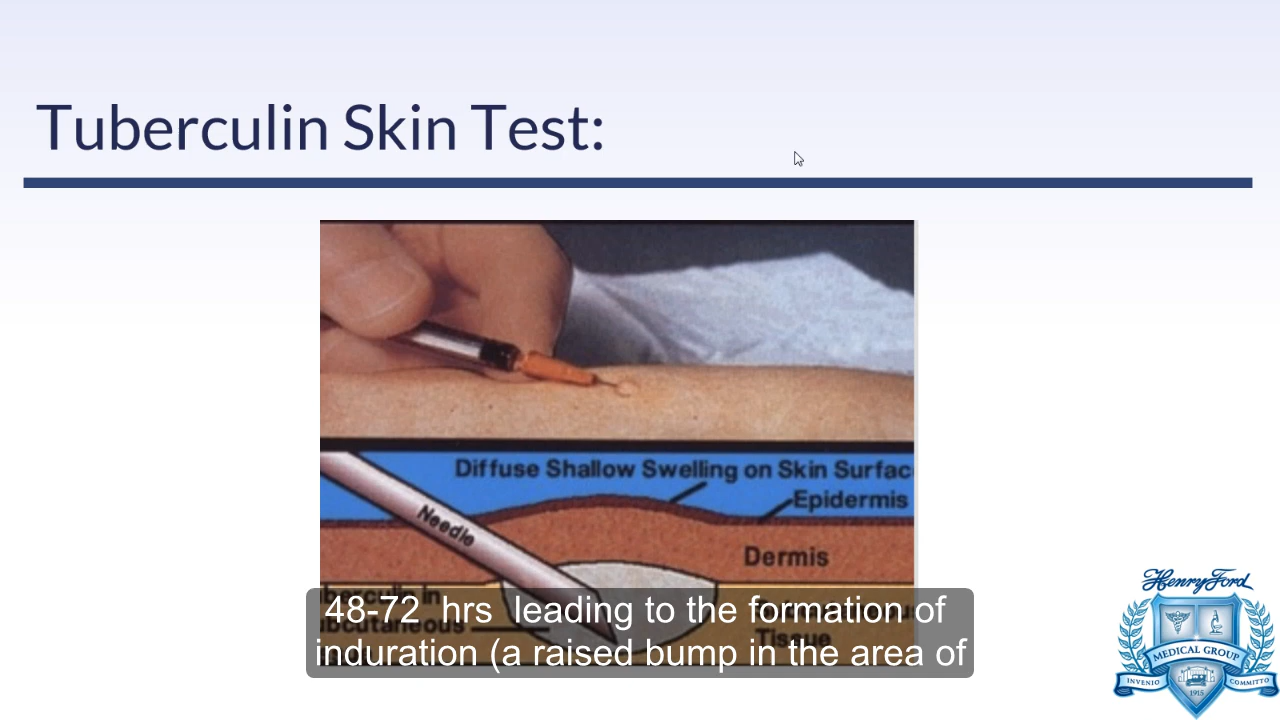 Tuberculin Skin Test:
Diffuse Shallow Swelling on Skin Surfac
Epidermis
Needle
Dermis
Tissue
48-72 hrs leading to the formation of
induration (a raised bump in the area of
Henry Ford
MEDICAL GROUP
INVENIO
COMMITTO
1915